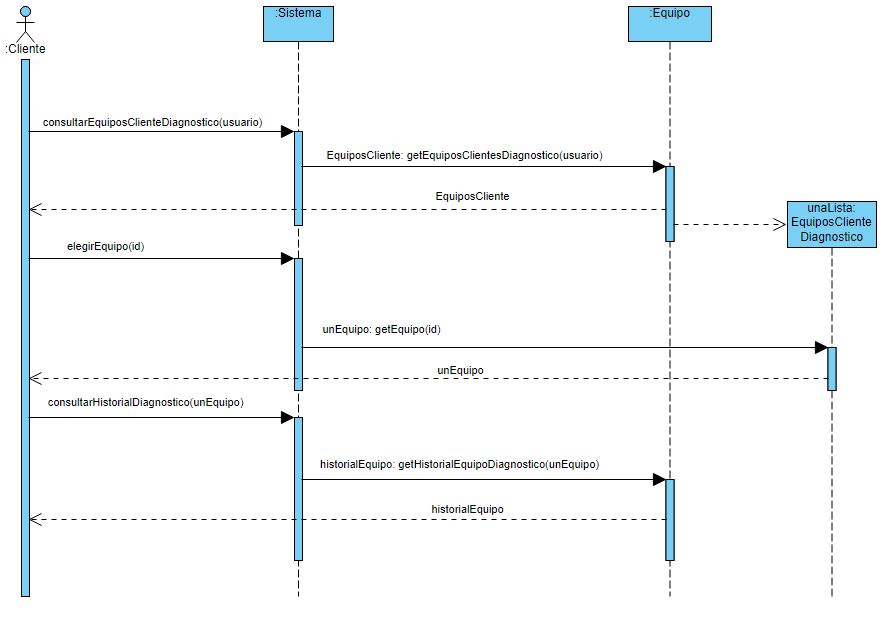 :Cliente
:Sistema
:Equipo
consultarEquiposClienteDiagnostico(usuario)
EquiposCliente: getEquiposClientesDiagnostico(usuario)
EquiposCliente
unaLista:
EquiposCliente
Diagnostico
elegirEquipo(id)
unEquipo: getEquipo(id)
unEquipo
consultarHistorialDiagnostico(unEquipo)
historialEquipo: getHistorialEquipoDiagnostico(unEquipo)
historialEquipo